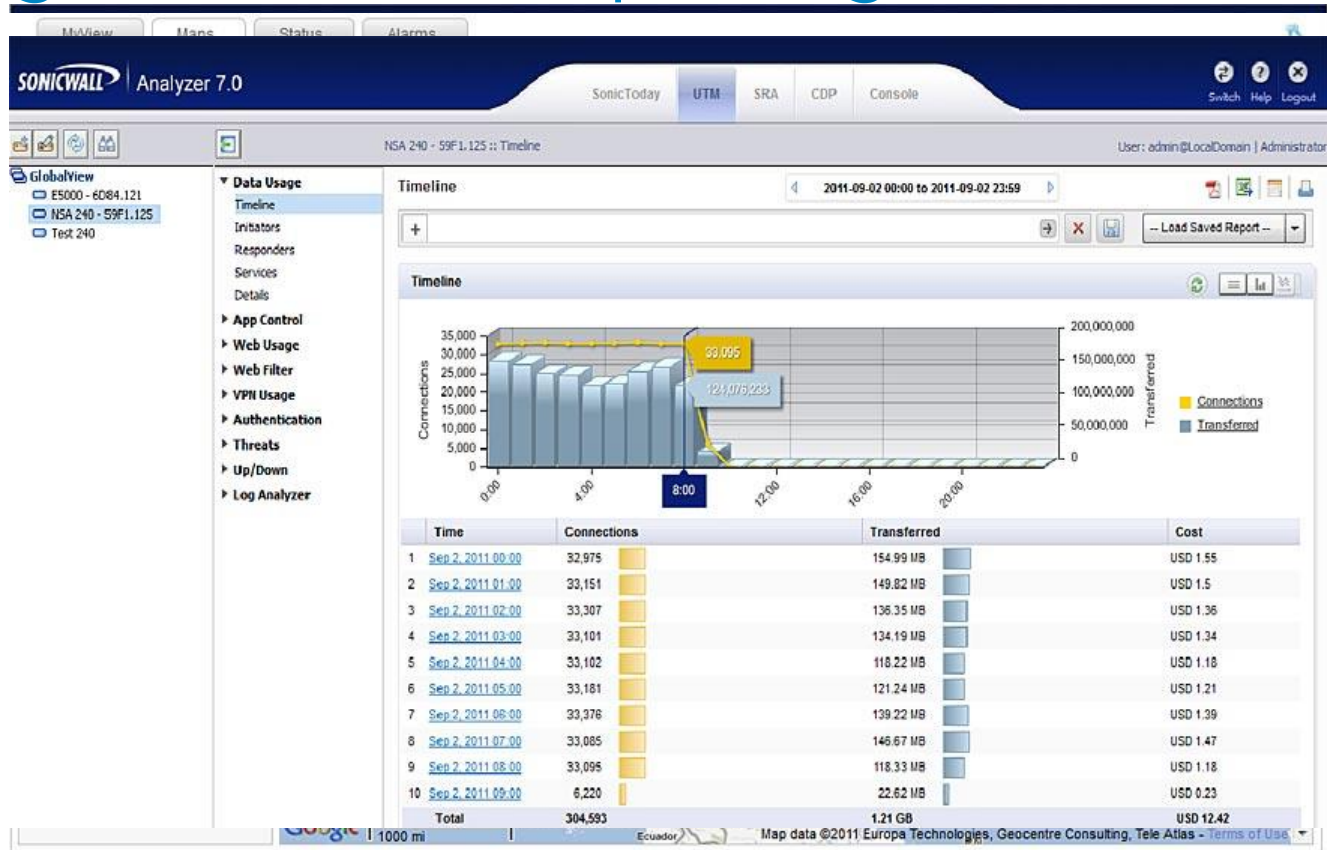 MyView Maps Status Alarms
SONICWALL Analyzer 7.0
SonicToday UTM SRA CDP Console
Switch Help Logout
NSA 240 - 59F1.125 :: Timeline
User: admin@LocalDomain | Administrator
GlobalView
E5000 - 6D84.121
NSA 240 - 59F1.125
Test 240
Data Usage
Timeline
Initiators
Responders
Services
Details
App Control
Web Usage
Web Filter
VPN Usage
Authentication
Threats
Up/Down
Log Analyzer
Timeline
2011-09-02 00:00 to 2011-09-02 23:59
+
-- Load Saved Report --
Timeline
Connections
35,000
30,000
25,000
20,000
15,000
10,000
5,000
0
33,095
124,076,233
200,000,000
150,000,000
100,000,000
50,000,000
0
Transferred
Connections
Transferred
0:00 4:00 8:00 12:00 16:00 20:00
Time Connections Transferred Cost
1 Sep 2, 2011 00:00 32,975 154.99 MB USD 1.55
2 Sep 2, 2011 01:00 33,151 149.82 MB USD 1.5
3 Sep 2, 2011 02:00 33,307 136.35 MB USD 1.36
4 Sep 2, 2011 03:00 33,101 134.19 MB USD 1.34
5 Sep 2, 2011 04:00 33,102 118.22 MB USD 1.18
6 Sep 2, 2011 05:00 33,181 121.24 MB USD 1.21
7 Sep 2, 2011 06:00 33,376 139.22 MB USD 1.39
8 Sep 2, 2011 07:00 33,085 146.67 MB USD 1.47
9 Sep 2, 2011 08:00 33,095 118.33 MB USD 1.18
10 Sep 2, 2011 09:00 6,220 22.62 MB USD 0.23
Total 304,593 1.21 GB USD 12.42
Google 1000 mi Ecuador Map data ©2011 Europa Technologies, Geocentre Consulting, Tele Atlas - Terms of Use